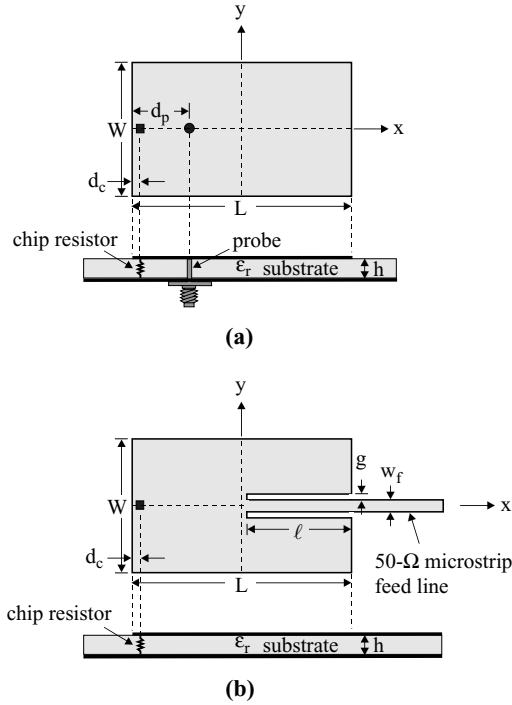 y
d_p
W
x
d_c
L
chip resistor
probe
ε_r substrate
h
(a)
y
g
w_f
W
x
ℓ
d_c
50-Ω microstrip
feed line
L
chip resistor
ε_r substrate
h
(b)